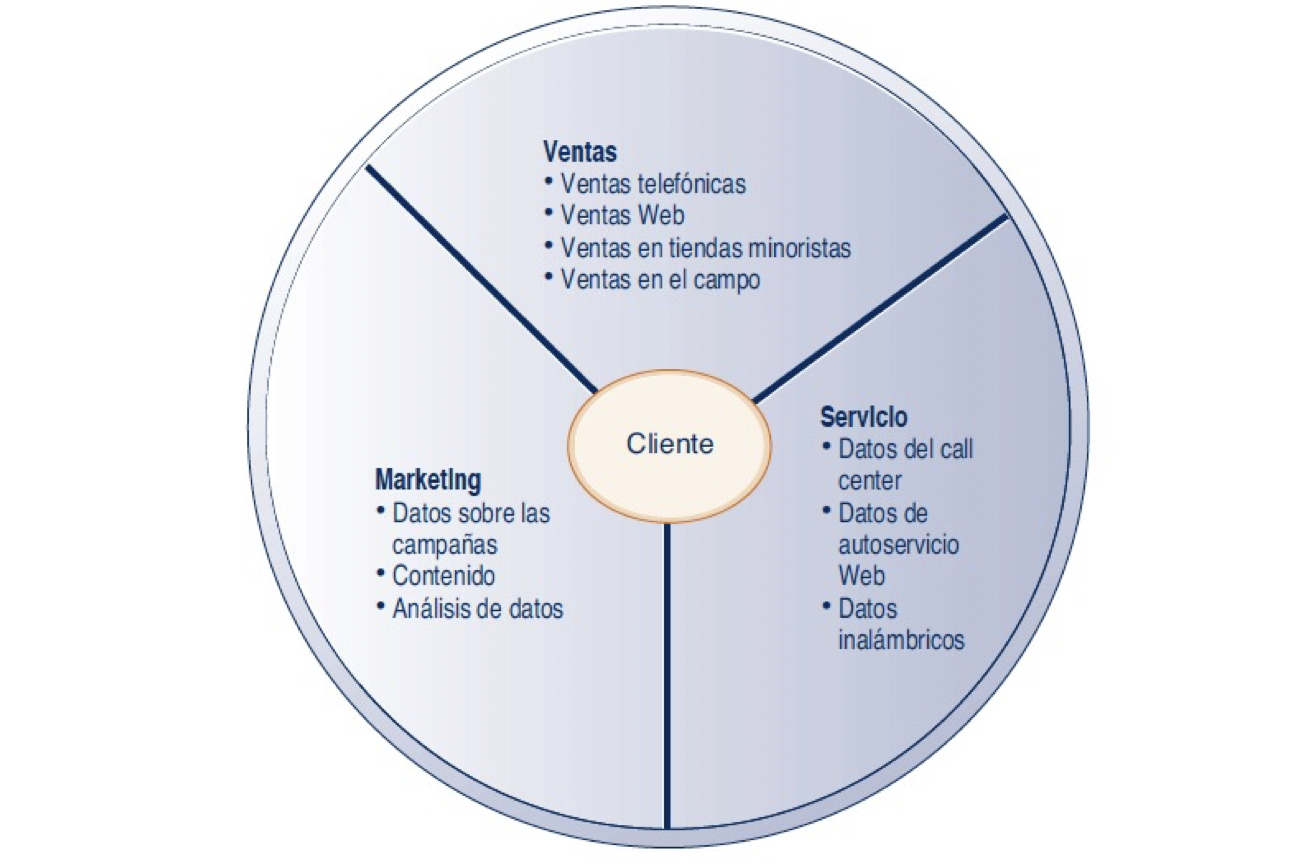 Ventas
• Ventas telefónicas
• Ventas Web
• Ventas en tiendas minoristas
• Ventas en el campo
Cliente
Marketing
• Datos sobre las
campañas
• Contenido
• Análisis de datos
Servicio
• Datos del call
center
• Datos de
autoservicio
Web
• Datos
inalámbricos